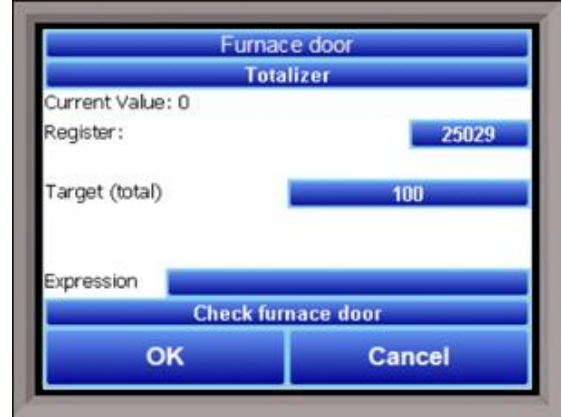 Furnace door
Totalizer
Current Value: 0
Register: 25029
Target (total) 100
Expression
Check furnace door
OK Cancel